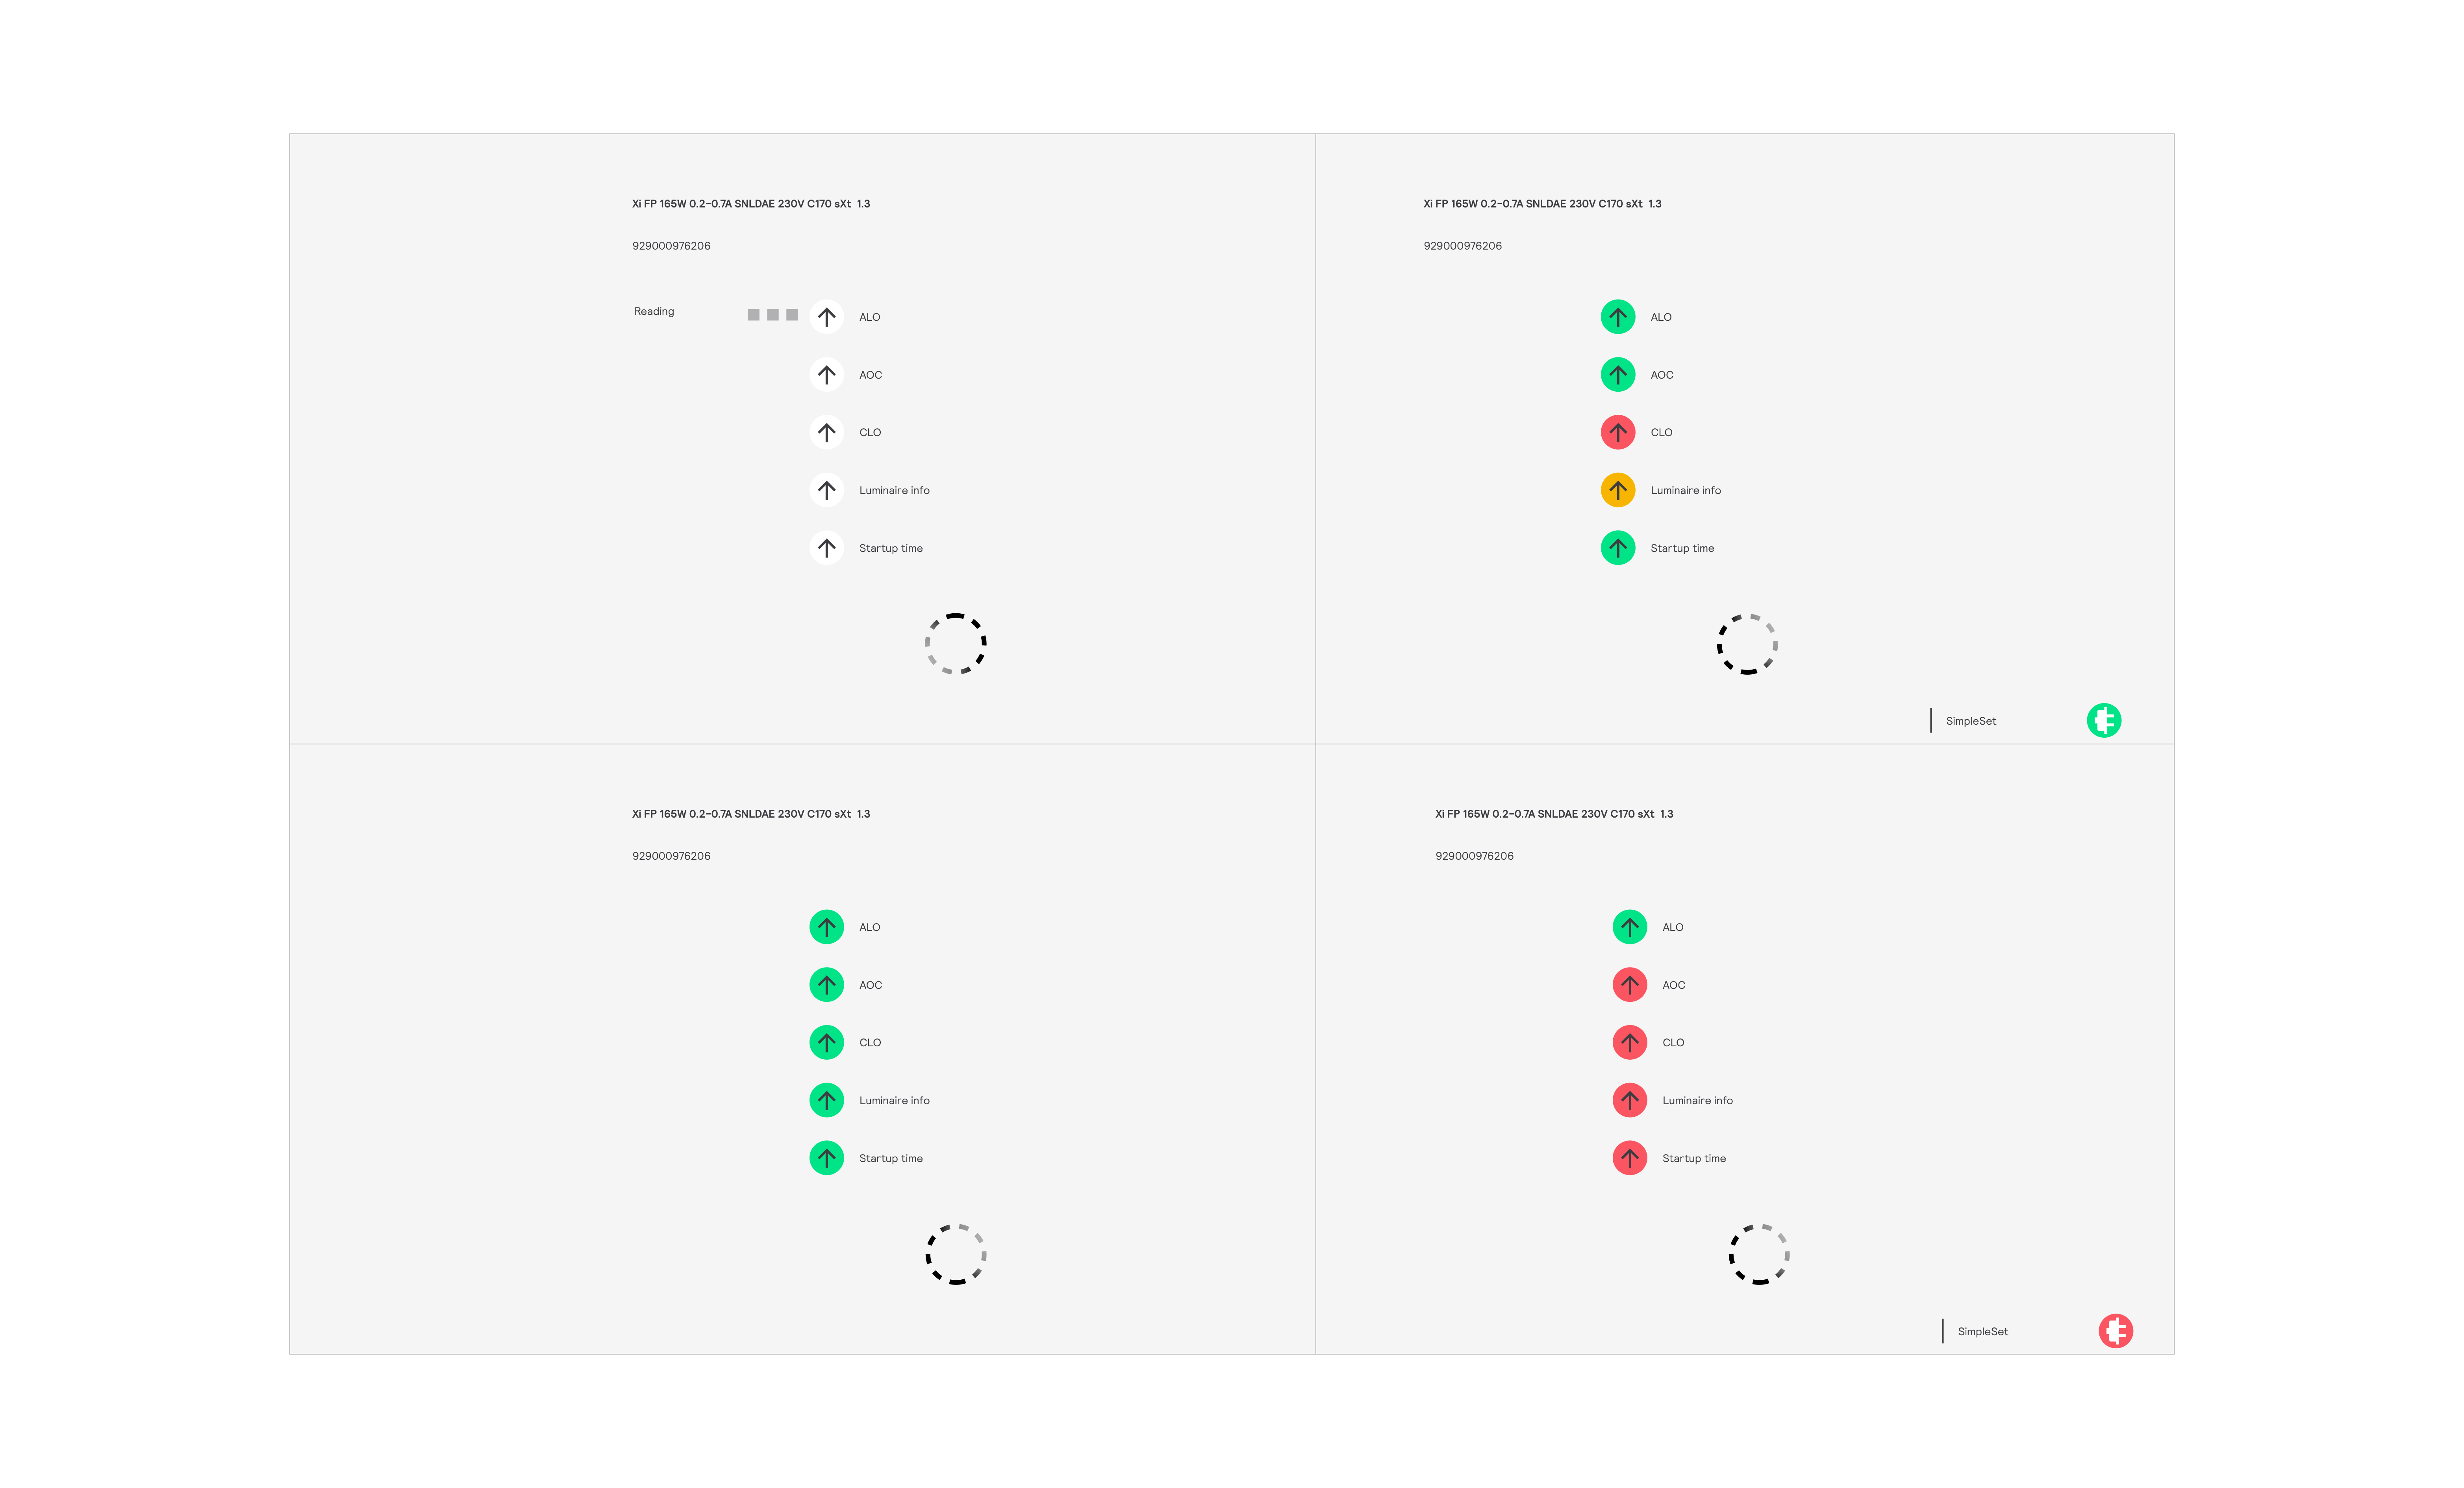 Xi FP 165W 0.2-0.7A SNLDAE 230V C170 sXt 1.3
929000976206
Reading
ALO
AOC
CLO
Luminaire info
Startup time
Xi FP 165W 0.2-0.7A SNLDAE 230V C170 sXt 1.3
929000976206
ALO
AOC
CLO
Luminaire info
Startup time
SimpleSet
Xi FP 165W 0.2-0.7A SNLDAE 230V C170 sXt 1.3
929000976206
ALO
AOC
CLO
Luminaire info
Startup time
Xi FP 165W 0.2-0.7A SNLDAE 230V C170 sXt 1.3
929000976206
ALO
AOC
CLO
Luminaire info
Startup time
SimpleSet